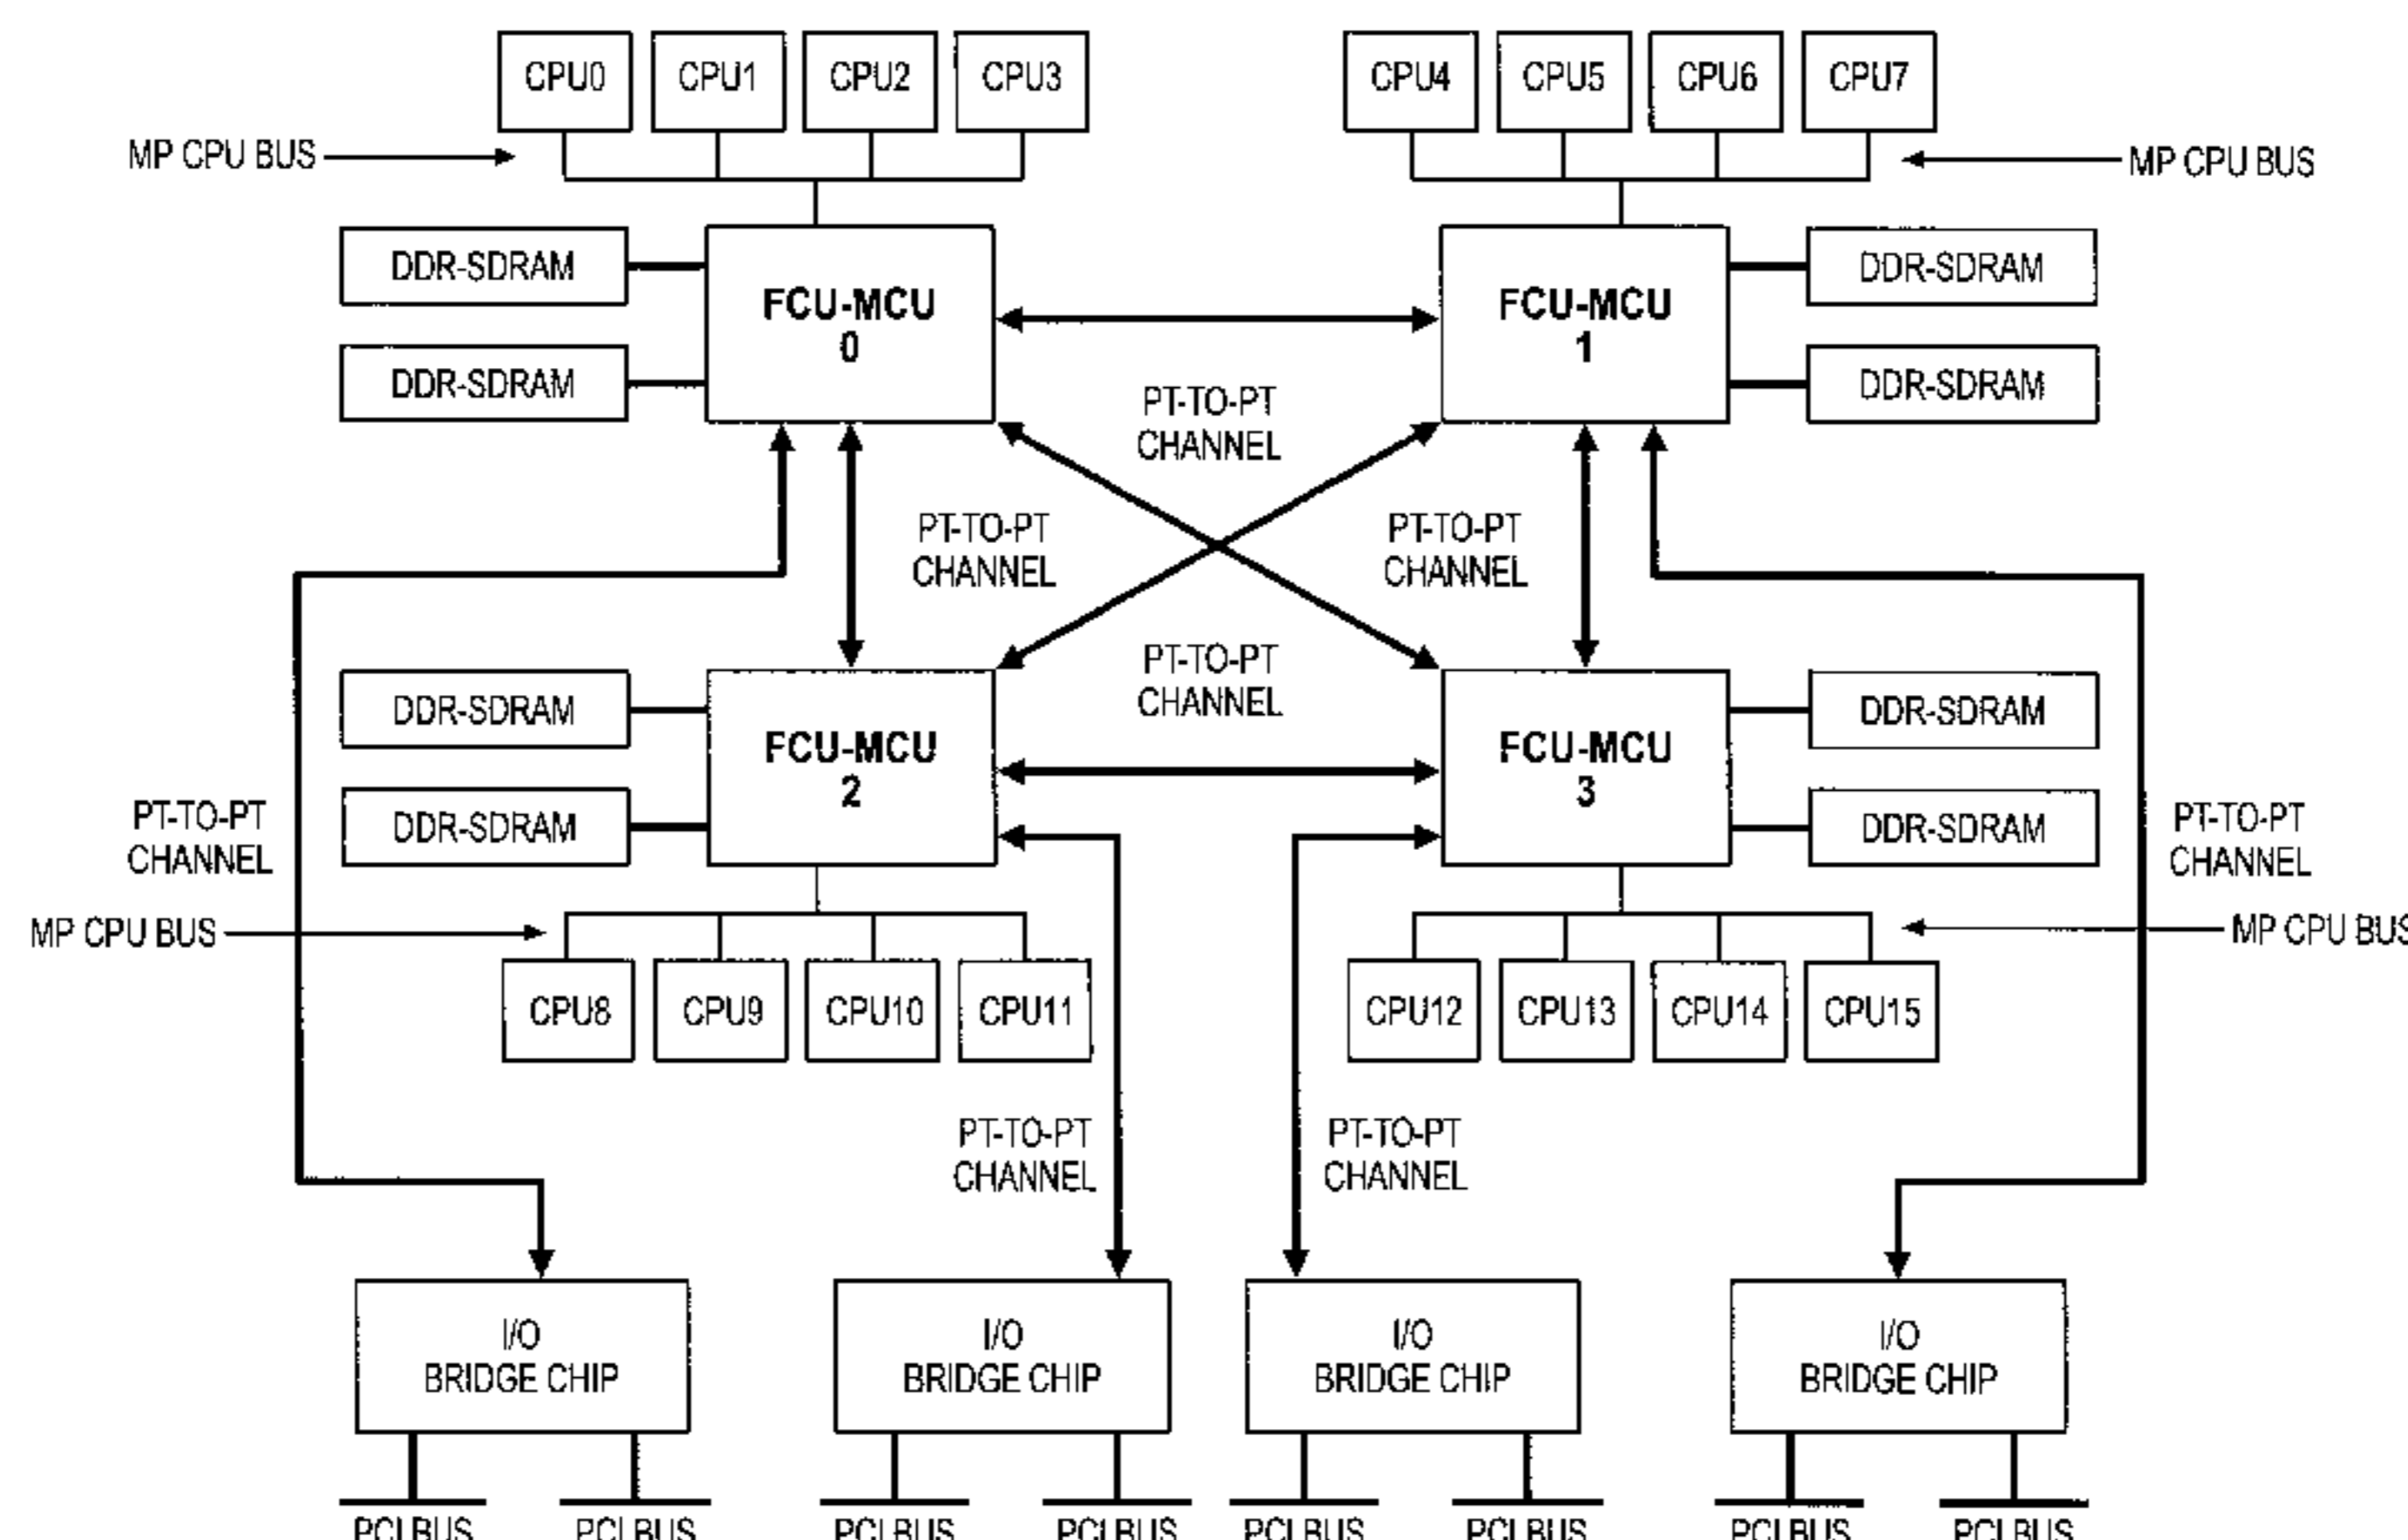 CPU0
CPU1
CPU2
CPU3
CPU4
CPU5
CPU6
CPU7
MP CPU BUS
MP CPU BUS
DDR-SDRAM
FCU-MCU
0
FCU-MCU
1
DDR-SDRAM
DDR-SDRAM
DDR-SDRAM
PT-TO-PT
CHANNEL
PT-TO-PT
CHANNEL
PT-TO-PT
CHANNEL
PT-TO-PT
CHANNEL
DDR-SDRAM
FCU-MCU
2
FCU-MCU
3
DDR-SDRAM
DDR-SDRAM
DDR-SDRAM
PT-TO-PT
CHANNEL
PT-TO-PT
CHANNEL
MP CPU BUS
MP CPU BUS
CPU8
CPU9
CPU10
CPU11
CPU12
CPU13
CPU14
CPU15
PT-TO-PT
CHANNEL
PT-TO-PT
CHANNEL
I/O
BRIDGE CHIP
I/O
BRIDGE CHIP
I/O
BRIDGE CHIP
I/O
BRIDGE CHIP
PCI BUS
PCI BUS
PCI BUS
PCI BUS
PCI BUS
PCI BUS
PCI BUS
PCI BUS